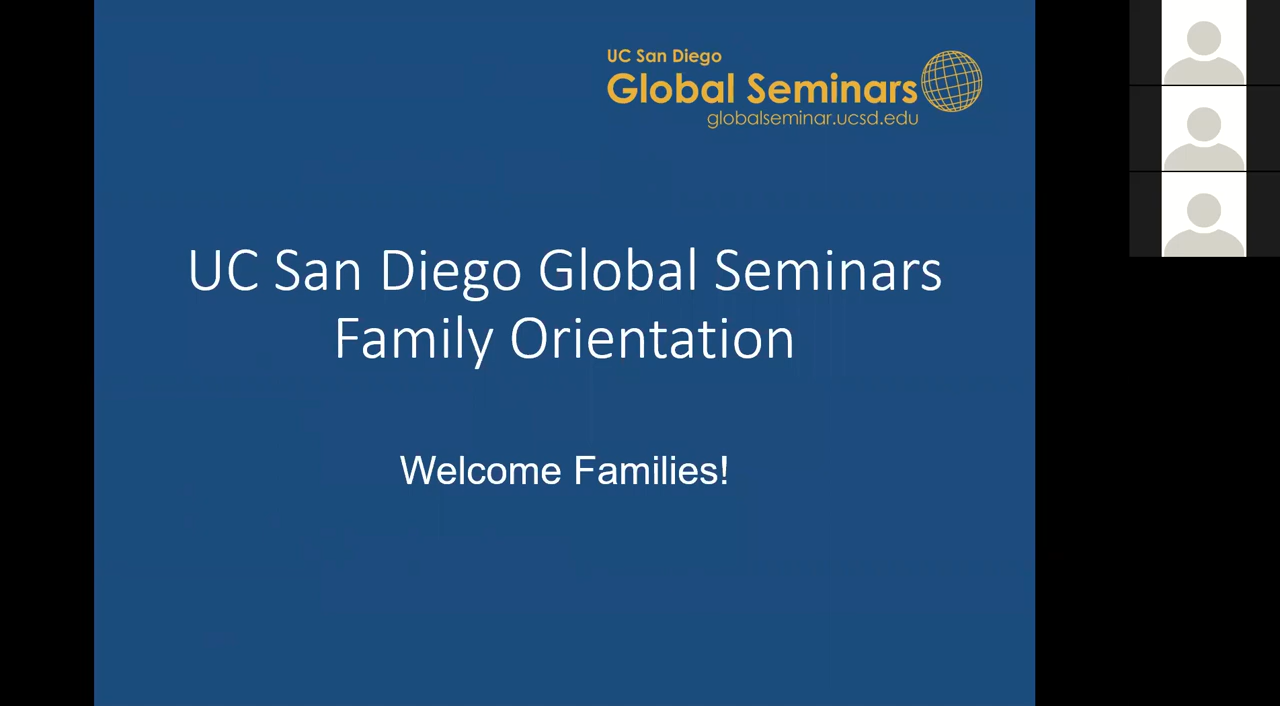 UC San Diego
Global Seminars
globalseminar.ucsd.edu
UC San Diego Global Seminars
Family Orientation
Welcome Families!